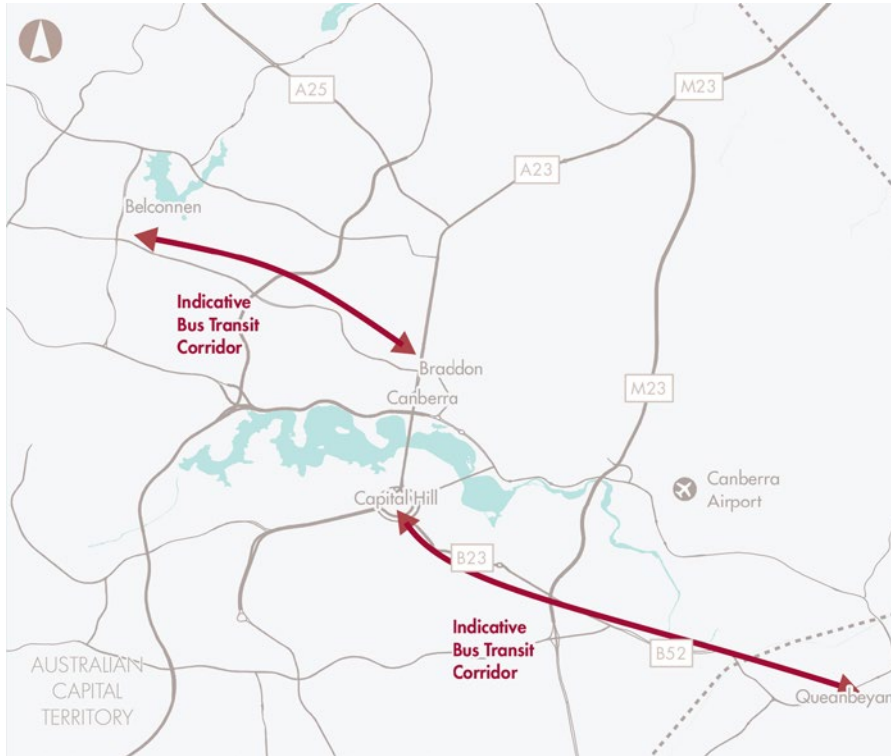 A25
M23
A23
Belconnen
Indicative
Bus Transit
Corridor
Braddon
Canberra
M23
Canberra
Airport
Capital Hill
B23
Indicative
Bus Transit
Corridor
B52
AUSTRALIAN
CAPITAL
TERRITORY
Queanbeyan